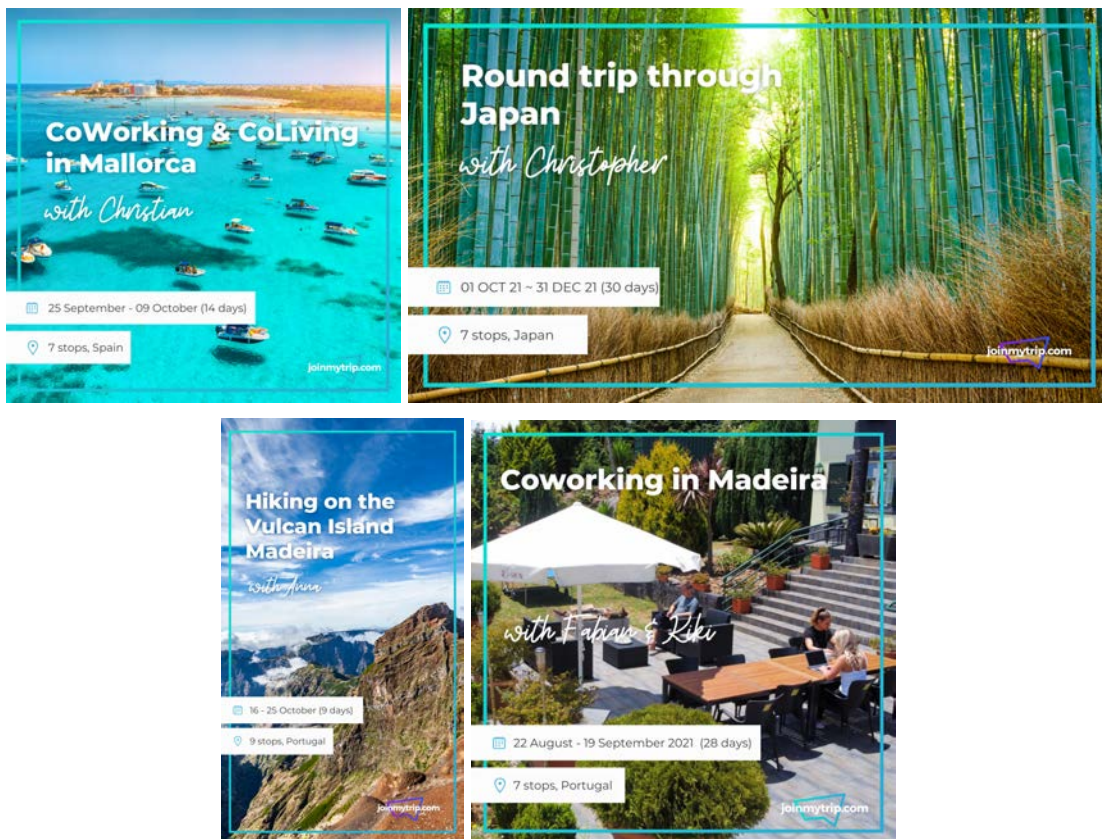 CoWorking & CoLiving
in Mallorca
with Christian
25 September - 09 October (14 days)
7 stops, Spain
joinmytrip.com
Round trip through
Japan
with Christopher
01 OCT 21 ~ 31 DEC 21 (30 days)
7 stops, Japan
joinmytrip.com
Hiking on the
Vulcan Island
Madeira
with Anna
16 - 25 October (9 days)
9 stops, Portugal
joinmytrip.com
Coworking in Madeira
with Fabian & Riki
22 August - 19 September 2021 (28 days)
7 stops, Portugal
joinmytrip.com